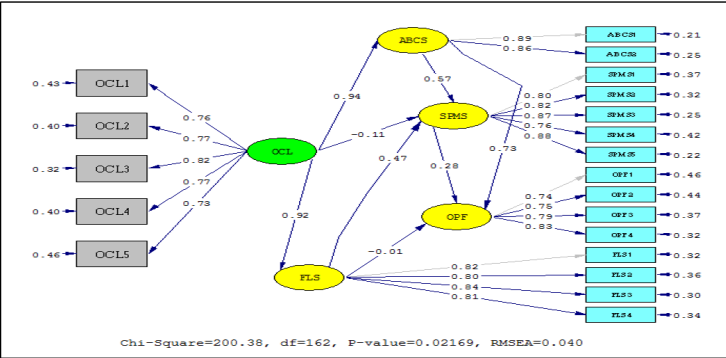 ABCS
0.89
0.86
ABCS1
0.21
ABCS2
0.25
0.43
OCL1
0.76
0.40
OCL2
0.77
0.32
OCL3
0.82
0.40
OCL4
0.77
0.46
OCL5
0.73
OCL
0.94
-0.11
0.92
0.57
0.73
SPMS
0.80
0.82
0.87
0.76
0.88
SPMS1
0.37
SPMS2
0.32
SPMS3
0.25
SPMS4
0.42
SPMS5
0.22
0.47
0.28
OPF
0.74
0.75
0.79
0.83
OPF1
0.46
OPF2
0.44
OPF3
0.37
OPF4
0.32
-0.01
FLS
0.82
0.80
0.84
0.81
FLS1
0.32
FLS2
0.36
FLS3
0.30
FLS4
0.34
Chi-Square=200.38, df=162, P-value=0.02169, RMSEA=0.040